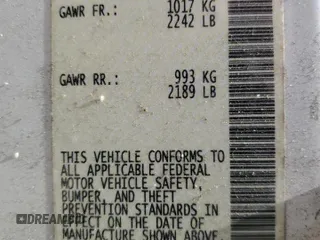 GAWR FR.: 1017 KG
2242 LB
GAWR RR.: 993 KG
2189 LB
THIS VEHICLE CONFORMS TO
ALL APPLICABLE FEDERAL
MOTOR VEHICLE SAFETY,
BUMPER, AND THEFT
PREVENTION STANDARDS IN
EFFECT ON THE DATE OF
MANUFACTURE SHOWN ABOVE.
DREAMBID